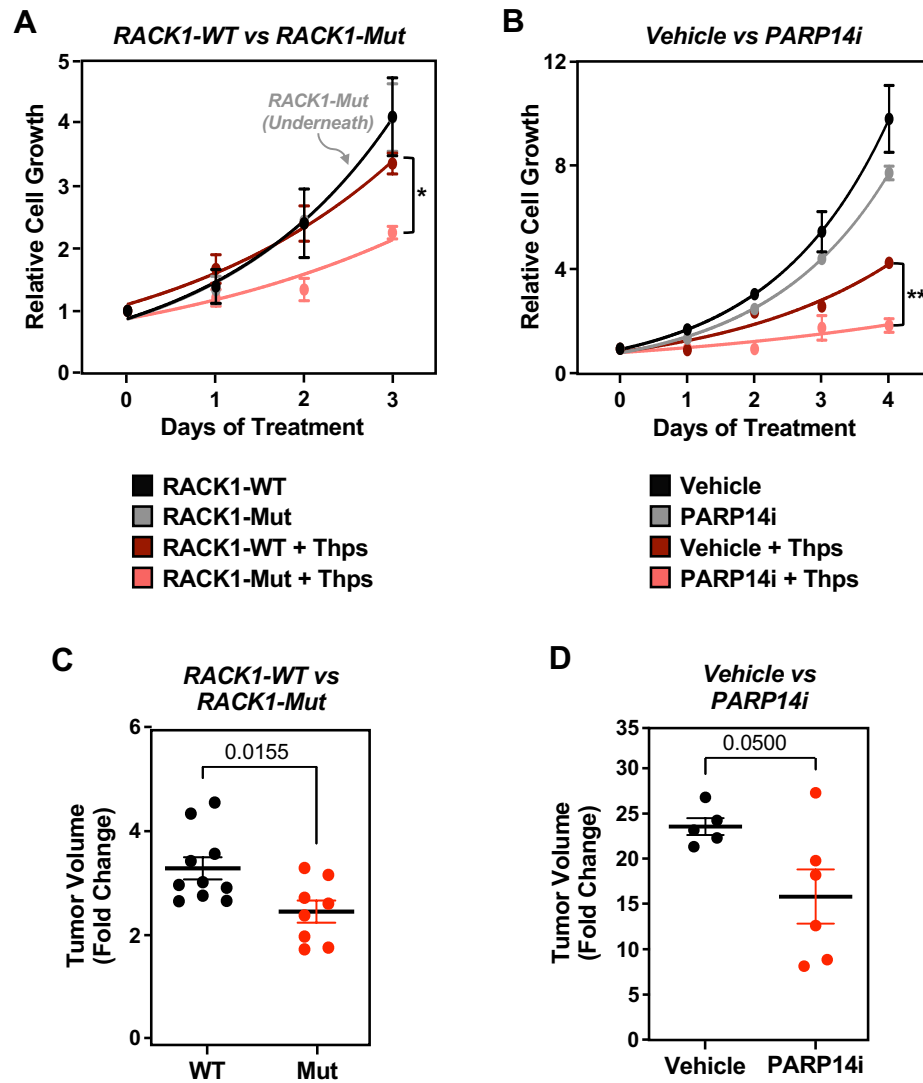 A
RACK1-WT vs RACK1-Mut
5
4
3
2
1
0
Relative Cell Growth
RACK1-Mut
(Underneath)
*
0 1 2 3
Days of Treatment
RACK1-WT
RACK1-Mut
RACK1-WT + Thps
RACK1-Mut + Thps
B
Vehicle vs PARP14i
12
8
4
0
Relative Cell Growth
**
0 1 2 3 4
Days of Treatment
Vehicle
PARP14i
Vehicle + Thps
PARP14i + Thps
C
RACK1-WT vs
RACK1-Mut
6
4
2
0
Tumor Volume
(Fold Change)
0.0155
WT Mut
D
Vehicle vs
PARP14i
35
30
25
20
15
10
5
0
Tumor Volume
(Fold Change)
0.0500
Vehicle PARP14i